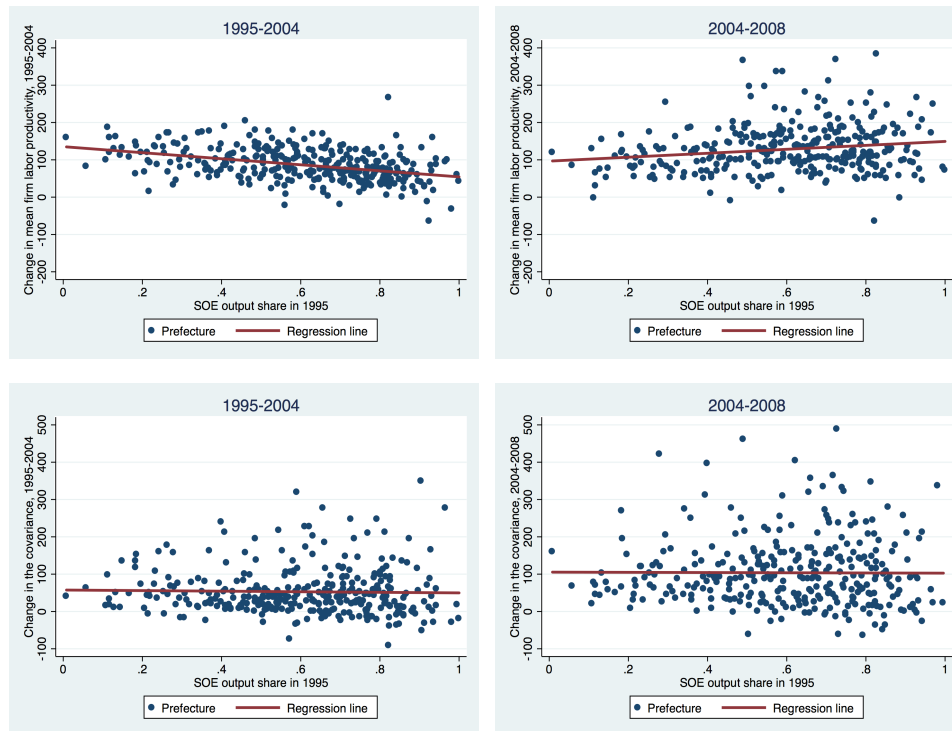 1995-2004
Change in mean firm labor productivity, 1995-2004
400
300
200
100
0
-100
-200
0 .2 .4 .6 .8 1
SOE output share in 1995
Prefecture Regression line
2004-2008
Change in mean firm labor productivity, 2004-2008
400
300
200
100
0
-100
-200
0 .2 .4 .6 .8 1
SOE output share in 1995
Prefecture Regression line
1995-2004
Change in the covariance, 1995-2004
500
400
300
200
100
0
-100
0 .2 .4 .6 .8 1
SOE output share in 1995
Prefecture Regression line
2004-2008
Change in the covariance, 2004-2008
500
400
300
200
100
0
-100
0 .2 .4 .6 .8 1
SOE output share in 1995
Prefecture Regression line